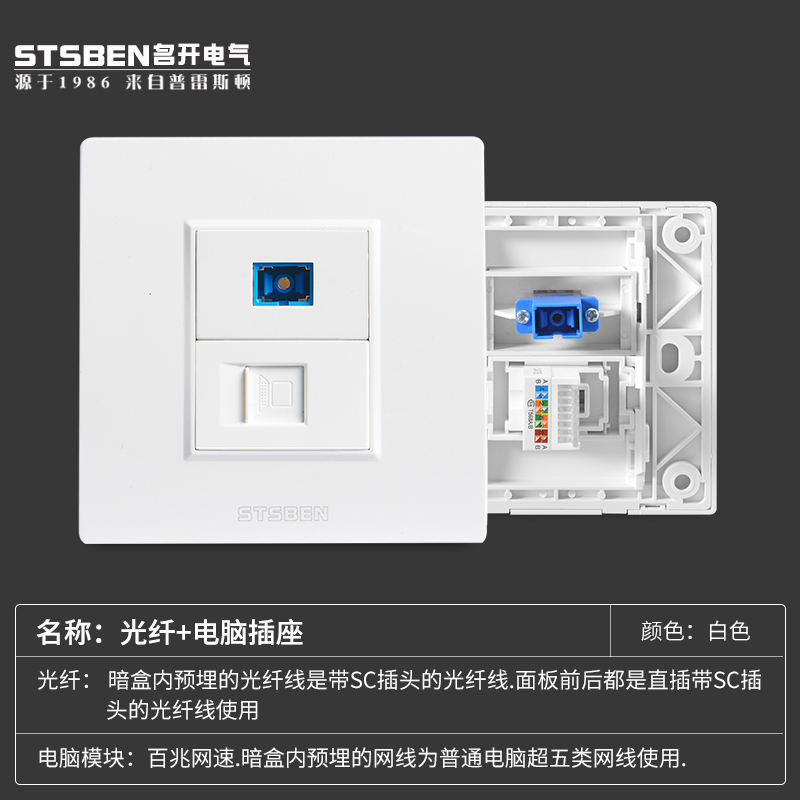 STSBEN名开电气
源于1986 来自普雷斯顿
STSBEN
A
B
T568A/B
A
B
名称：光纤+电脑插座
颜色：白色
光纤： 暗盒内预埋的光纤线是带SC插头的光纤线.面板前后都是直插带SC插
头的光纤线使用
电脑模块：百兆网速.暗盒内预埋的网线为普通电脑超五类网线使用.